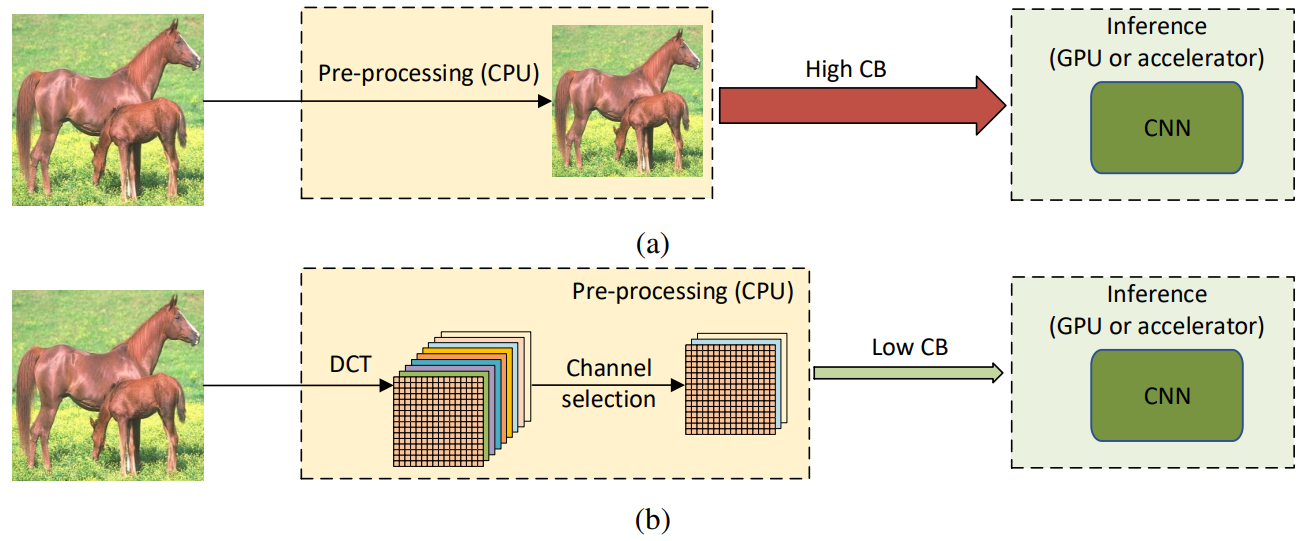 Pre-processing (CPU)
High CB
Inference
(GPU or accelerator)
CNN
(a)
Pre-processing (CPU)
DCT
Channel
selection
Low CB
Inference
(GPU or accelerator)
CNN
(b)